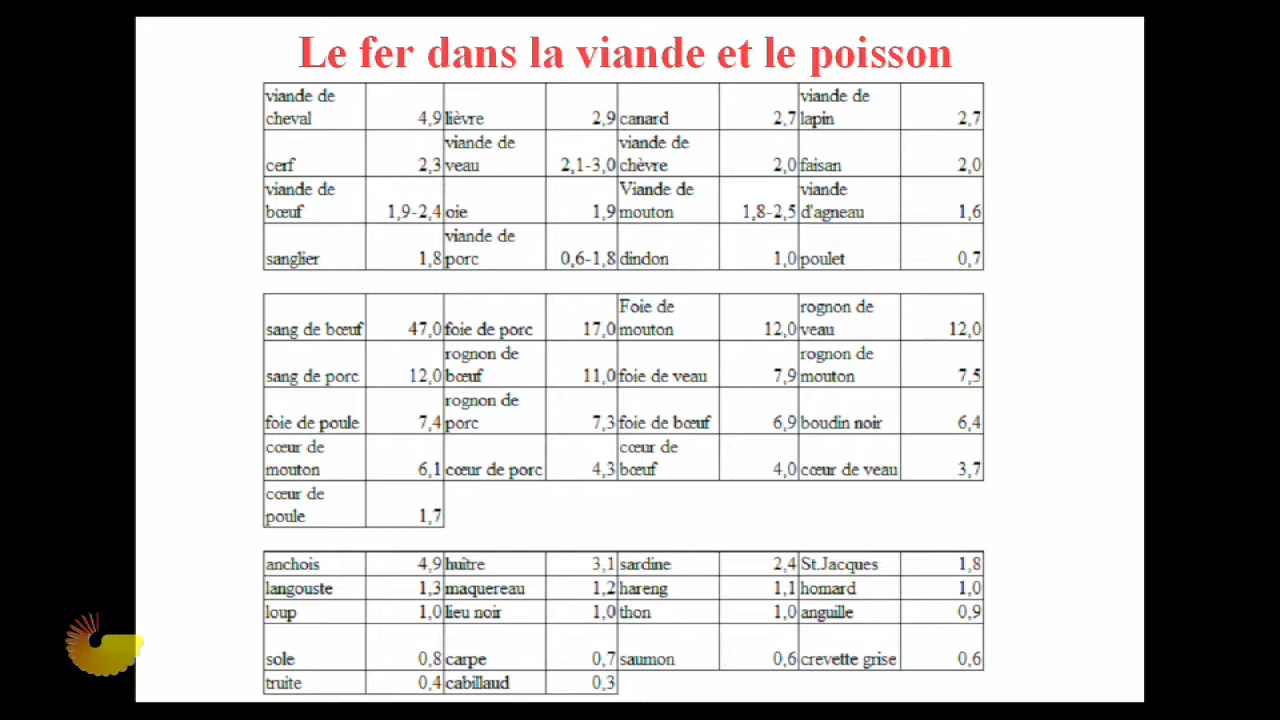 Le fer dans la viande et le poisson
viande de cheval 4,9 lièvre 2,9 canard 2,7 viande de lapin 2,7
cerf 2,3 viande de veau 2,1-3,0 viande de chèvre 2,0 faisan 2,0
viande de bœuf 1,9-2,4 oie 1,9 Viande de mouton 1,8-2,5 viande d'agneau 1,6
sanglier 1,8 viande de porc 0,6-1,8 dindon 1,0 poulet 0,7
sang de bœuf 47,0 foie de porc 17,0 Foie de mouton 12,0 rognon de veau 12,0
sang de porc 12,0 rognon de bœuf 11,0 foie de veau 7,9 rognon de mouton 7,5
foie de poule 7,4 rognon de porc 7,3 foie de bœuf 6,9 boudin noir 6,4
cœur de mouton 6,1 cœur de porc 4,3 cœur de bœuf 4,0 cœur de veau 3,7
cœur de poule 1,7
anchois 4,9 huître 3,1 sardine 2,4 St.Jacques 1,8
langouste 1,3 maquereau 1,2 hareng 1,1 homard 1,0
loup 1,0 lieu noir 1,0 thon 1,0 anguille 0,9
sole 0,8 carpe 0,7 saumon 0,6 crevette grise 0,6
truite 0,4 cabillaud 0,3